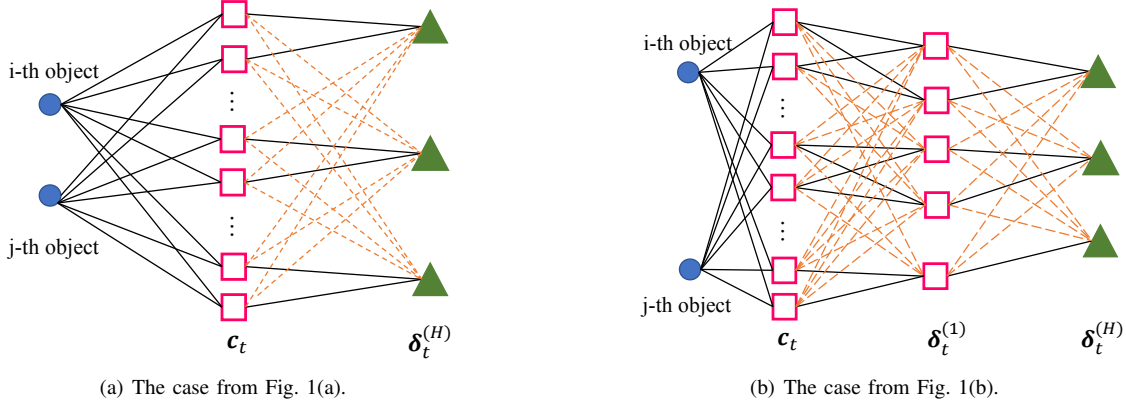 i-th object
⋮
j-th object
⋮
c_t
δ_t^{(H)}
(a) The case from Fig. 1(a).
i-th object
⋮
j-th object
⋮
c_t
δ_t^{(1)}
δ_t^{(H)}
(b) The case from Fig. 1(b).